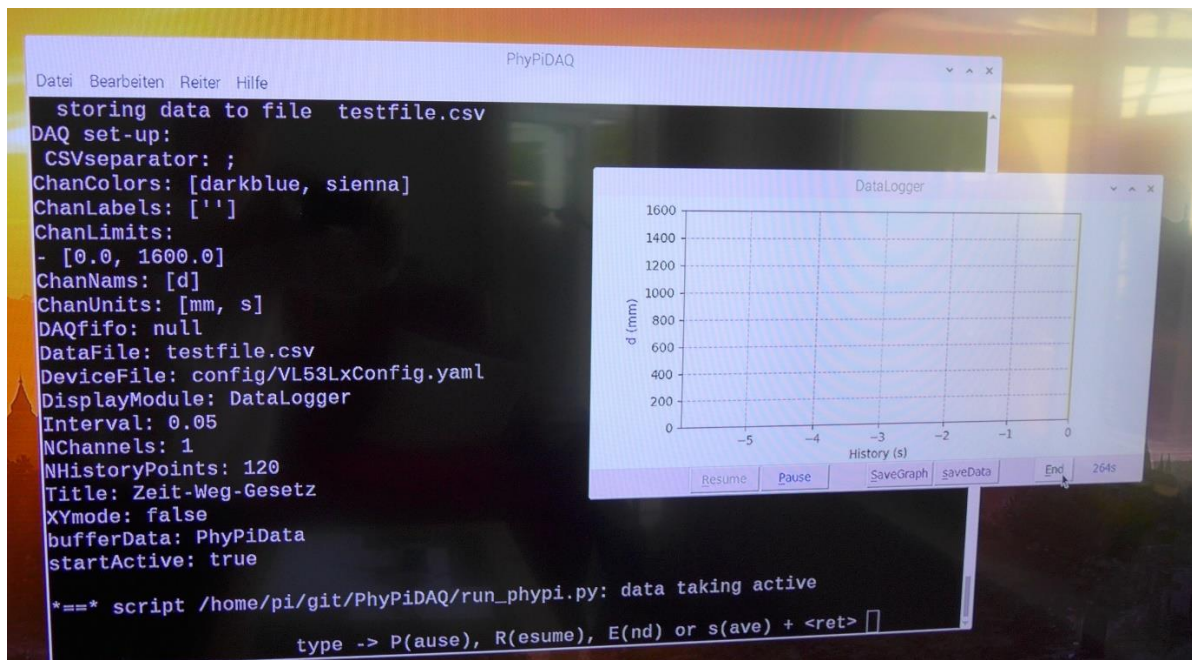 PhyPiDAQ
Datei Bearbeiten Reiter Hilfe
storing data to file testfile.csv
DAQ set-up:
CSVseparator: ;
ChanColors: [darkblue, sienna]
ChanLabels: ['']
ChanLimits:
- [0.0, 1600.0]
ChanNams: [d]
ChanUnits: [mm, s]
DAQfifo: null
DataFile: testfile.csv
DeviceFile: config/VL53LxConfig.yaml
DisplayModule: DataLogger
Interval: 0.05
NChannels: 1
NHistoryPoints: 120
Title: Zeit-Weg-Gesetz
XYmode: false
bufferData: PhyPiData
startActive: true
*==* script /home/pi/git/PhyPiDAQ/run_phypi.py: data taking active
type -> P(ause), R(esume), E(nd) or s(ave) + <ret>
DataLogger
1600
1400
1200
1000
800
600
400
200
0
d (mm)
−5 −4 −3 −2 −1 0
History (s)
Resume Pause SaveGraph saveData End 264s